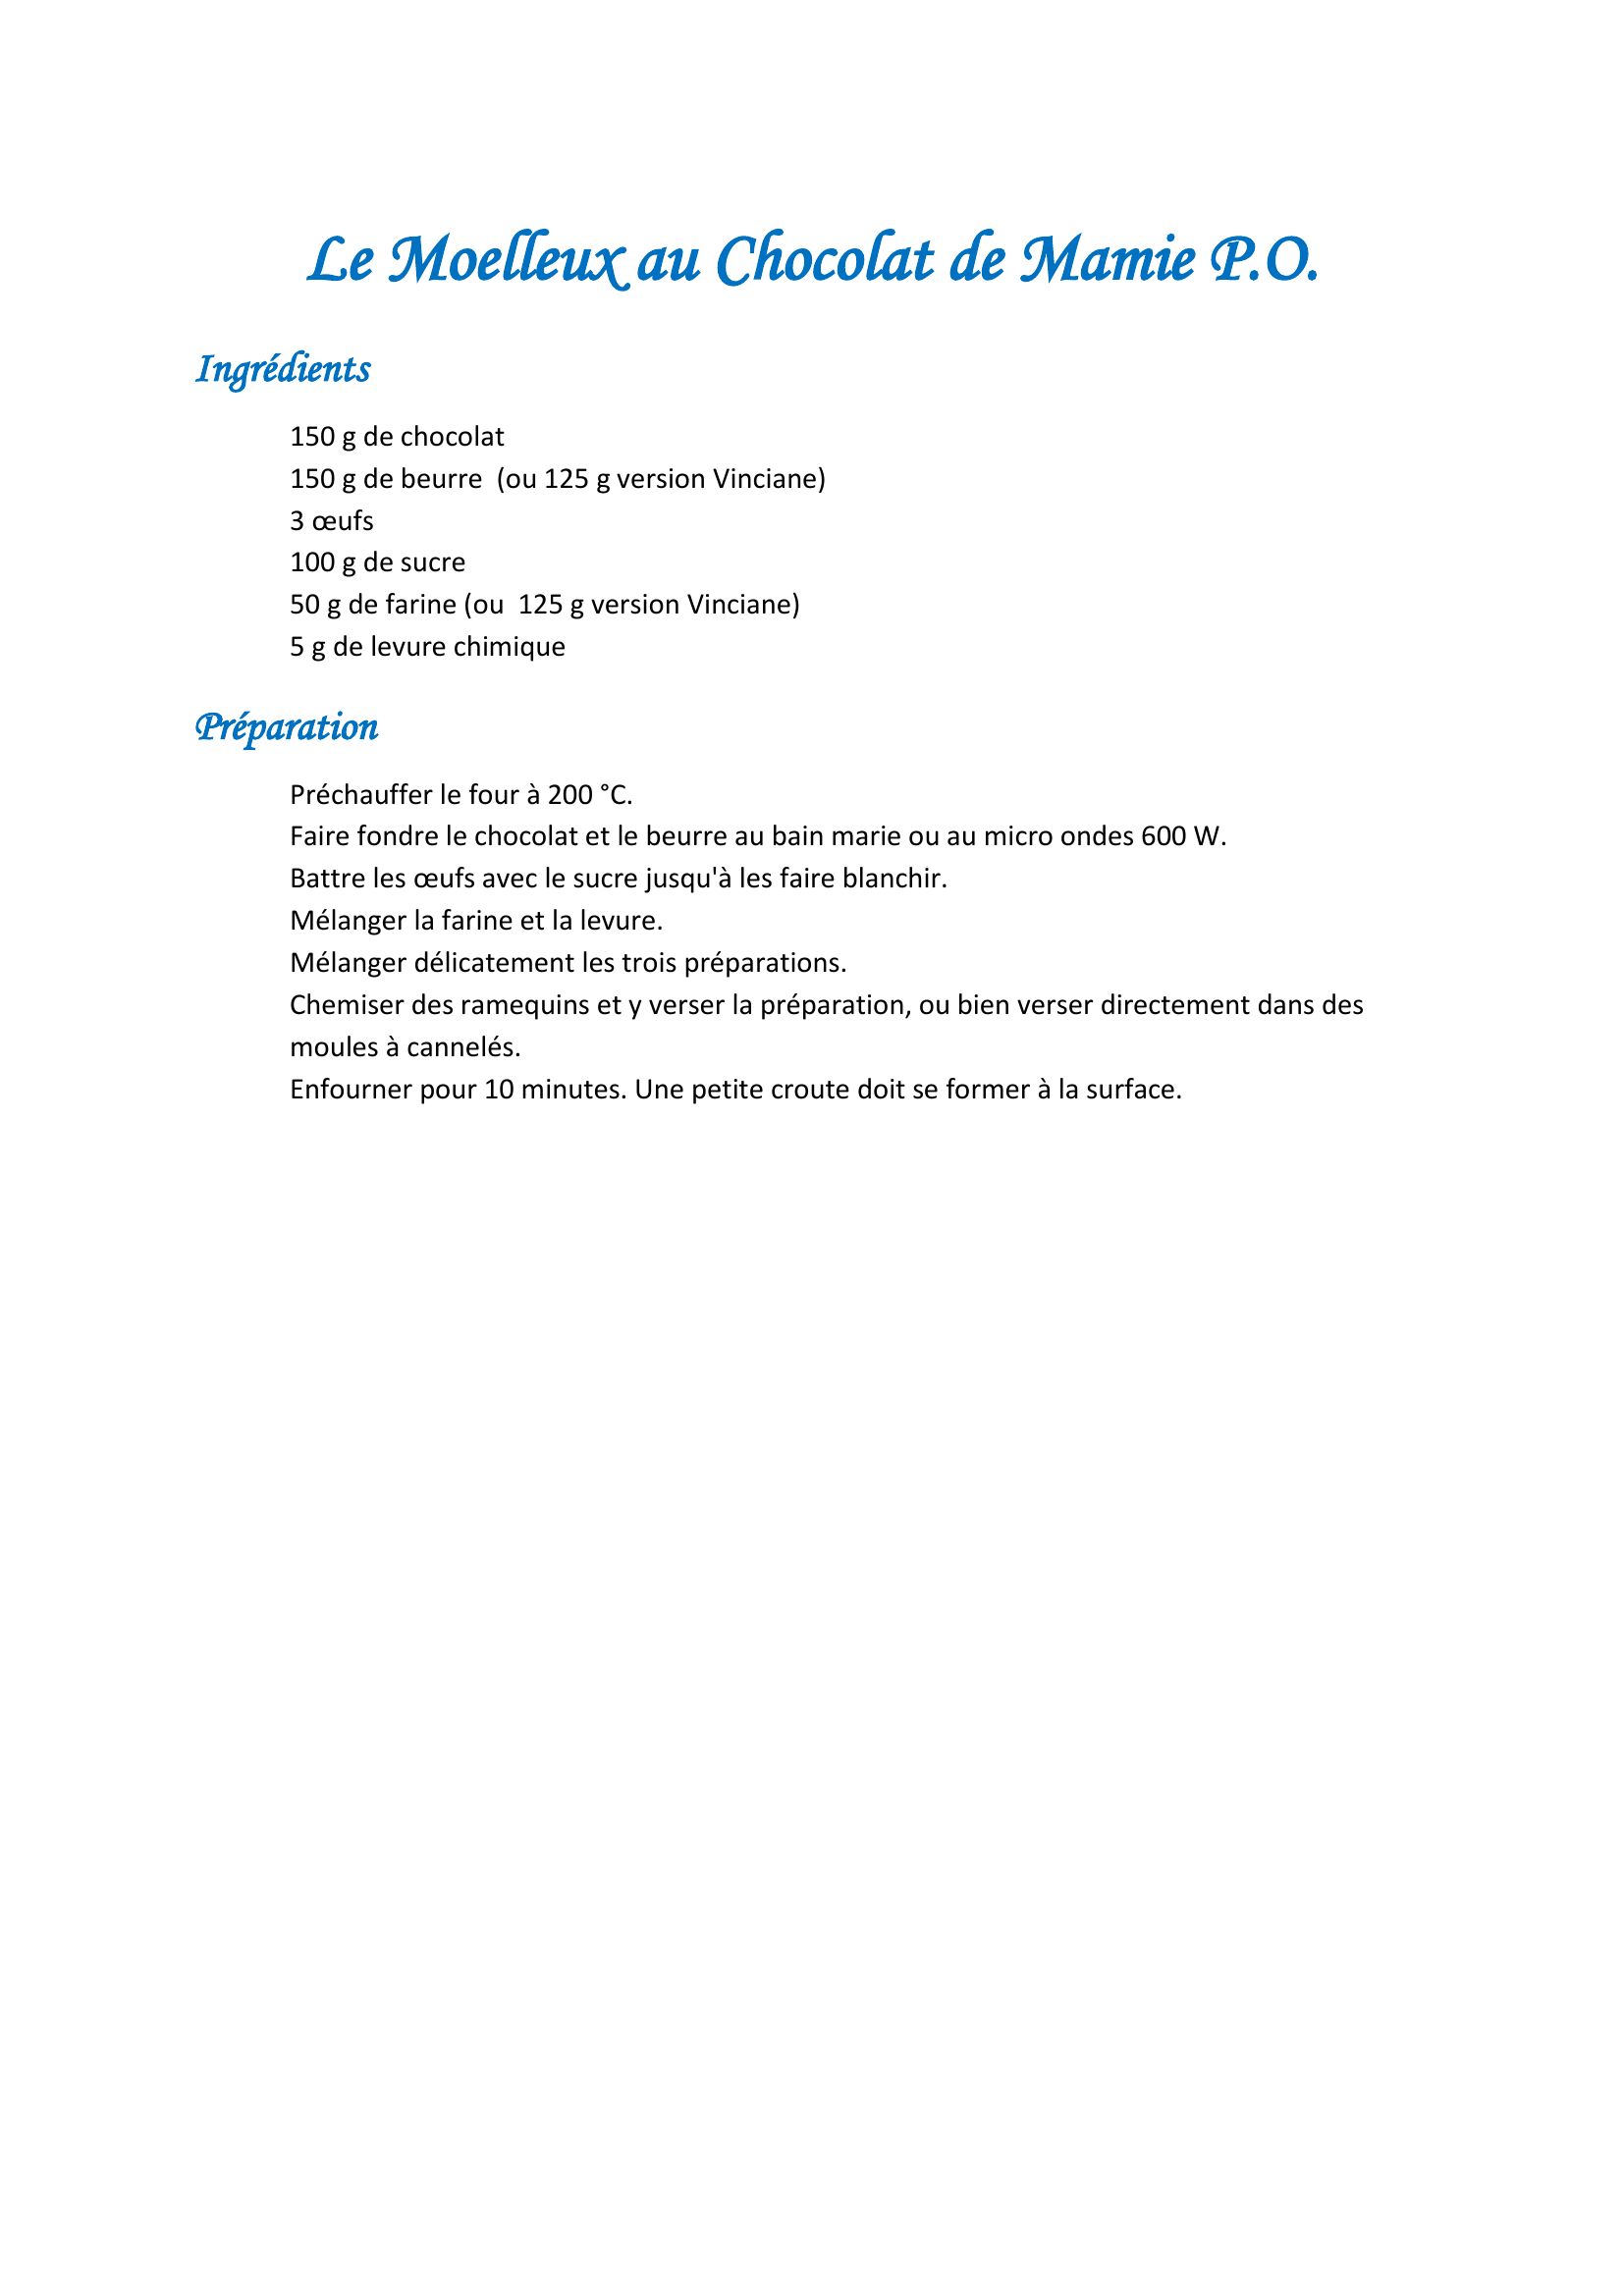 Le Moelleux au Chocolat de Mamie P.O.
Ingrédients
150 g de chocolat
150 g de beurre  (ou 125 g version Vinciane)
3 œufs
100 g de sucre
50 g de farine (ou  125 g version Vinciane)
5 g de levure chimique
Préparation
Préchauffer le four à 200 °C.
Faire fondre le chocolat et le beurre au bain marie ou au micro ondes 600 W.
Battre les œufs avec le sucre jusqu'à les faire blanchir.
Mélanger la farine et la levure.
Mélanger délicatement les trois préparations.
Chemiser des ramequins et y verser la préparation, ou bien verser directement dans des
moules à cannelés.
Enfourner pour 10 minutes. Une petite croute doit se former à la surface.